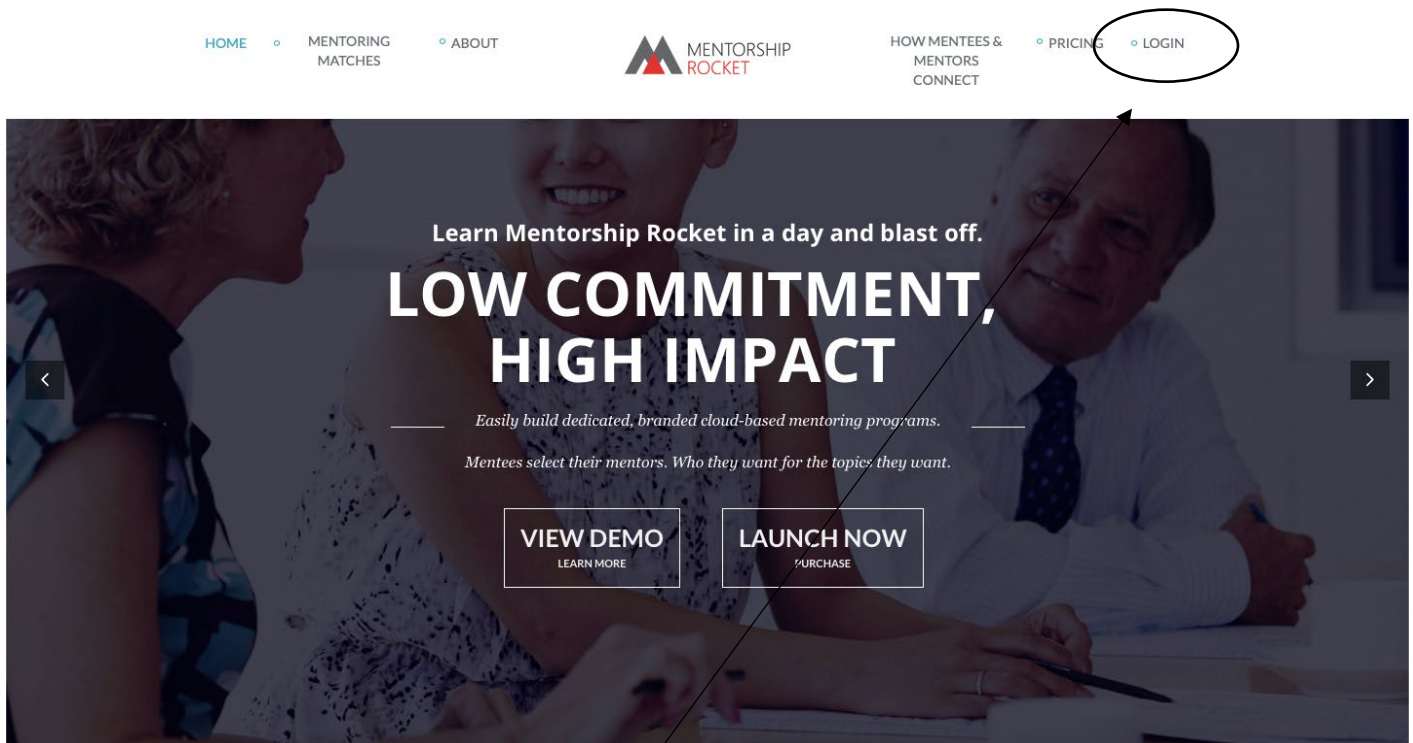 HOME
MENTORING
MATCHES
ABOUT
MENTORSHIP
ROCKET
HOW MENTEES &
MENTORS
CONNECT
PRICING
LOGIN
Learn Mentorship Rocket in a day and blast off.
LOW COMMITMENT,
HIGH IMPACT
Easily build dedicated, branded cloud-based mentoring programs.
Mentees select their mentors. Who they want for the topics they want.
VIEW DEMO
LEARN MORE
LAUNCH NOW
PURCHASE